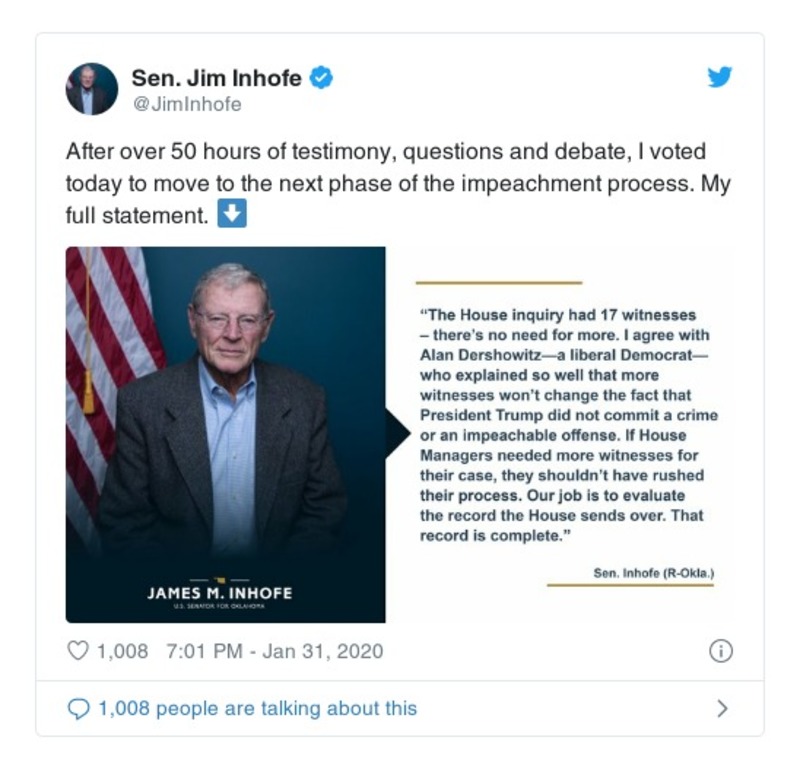 Sen. Jim Inhofe
@JimInhofe
After over 50 hours of testimony, questions and debate, I voted
today to move to the next phase of the impeachment process. My
full statement. ⬇️
“The House inquiry had 17 witnesses
– there’s no need for more. I agree with
Alan Dershowitz—a liberal Democrat—
who explained so well that more
witnesses won’t change the fact that
President Trump did not commit a crime
or an impeachable offense. If House
Managers needed more witnesses for
their case, they shouldn’t have rushed
their process. Our job is to evaluate
the record the House sends over. That
record is complete.”
Sen. Inhofe (R-Okla.)
JAMES M. INHOFE
U.S. SENATOR FOR OKLAHOMA
1,008 7:01 PM - Jan 31, 2020
1,008 people are talking about this